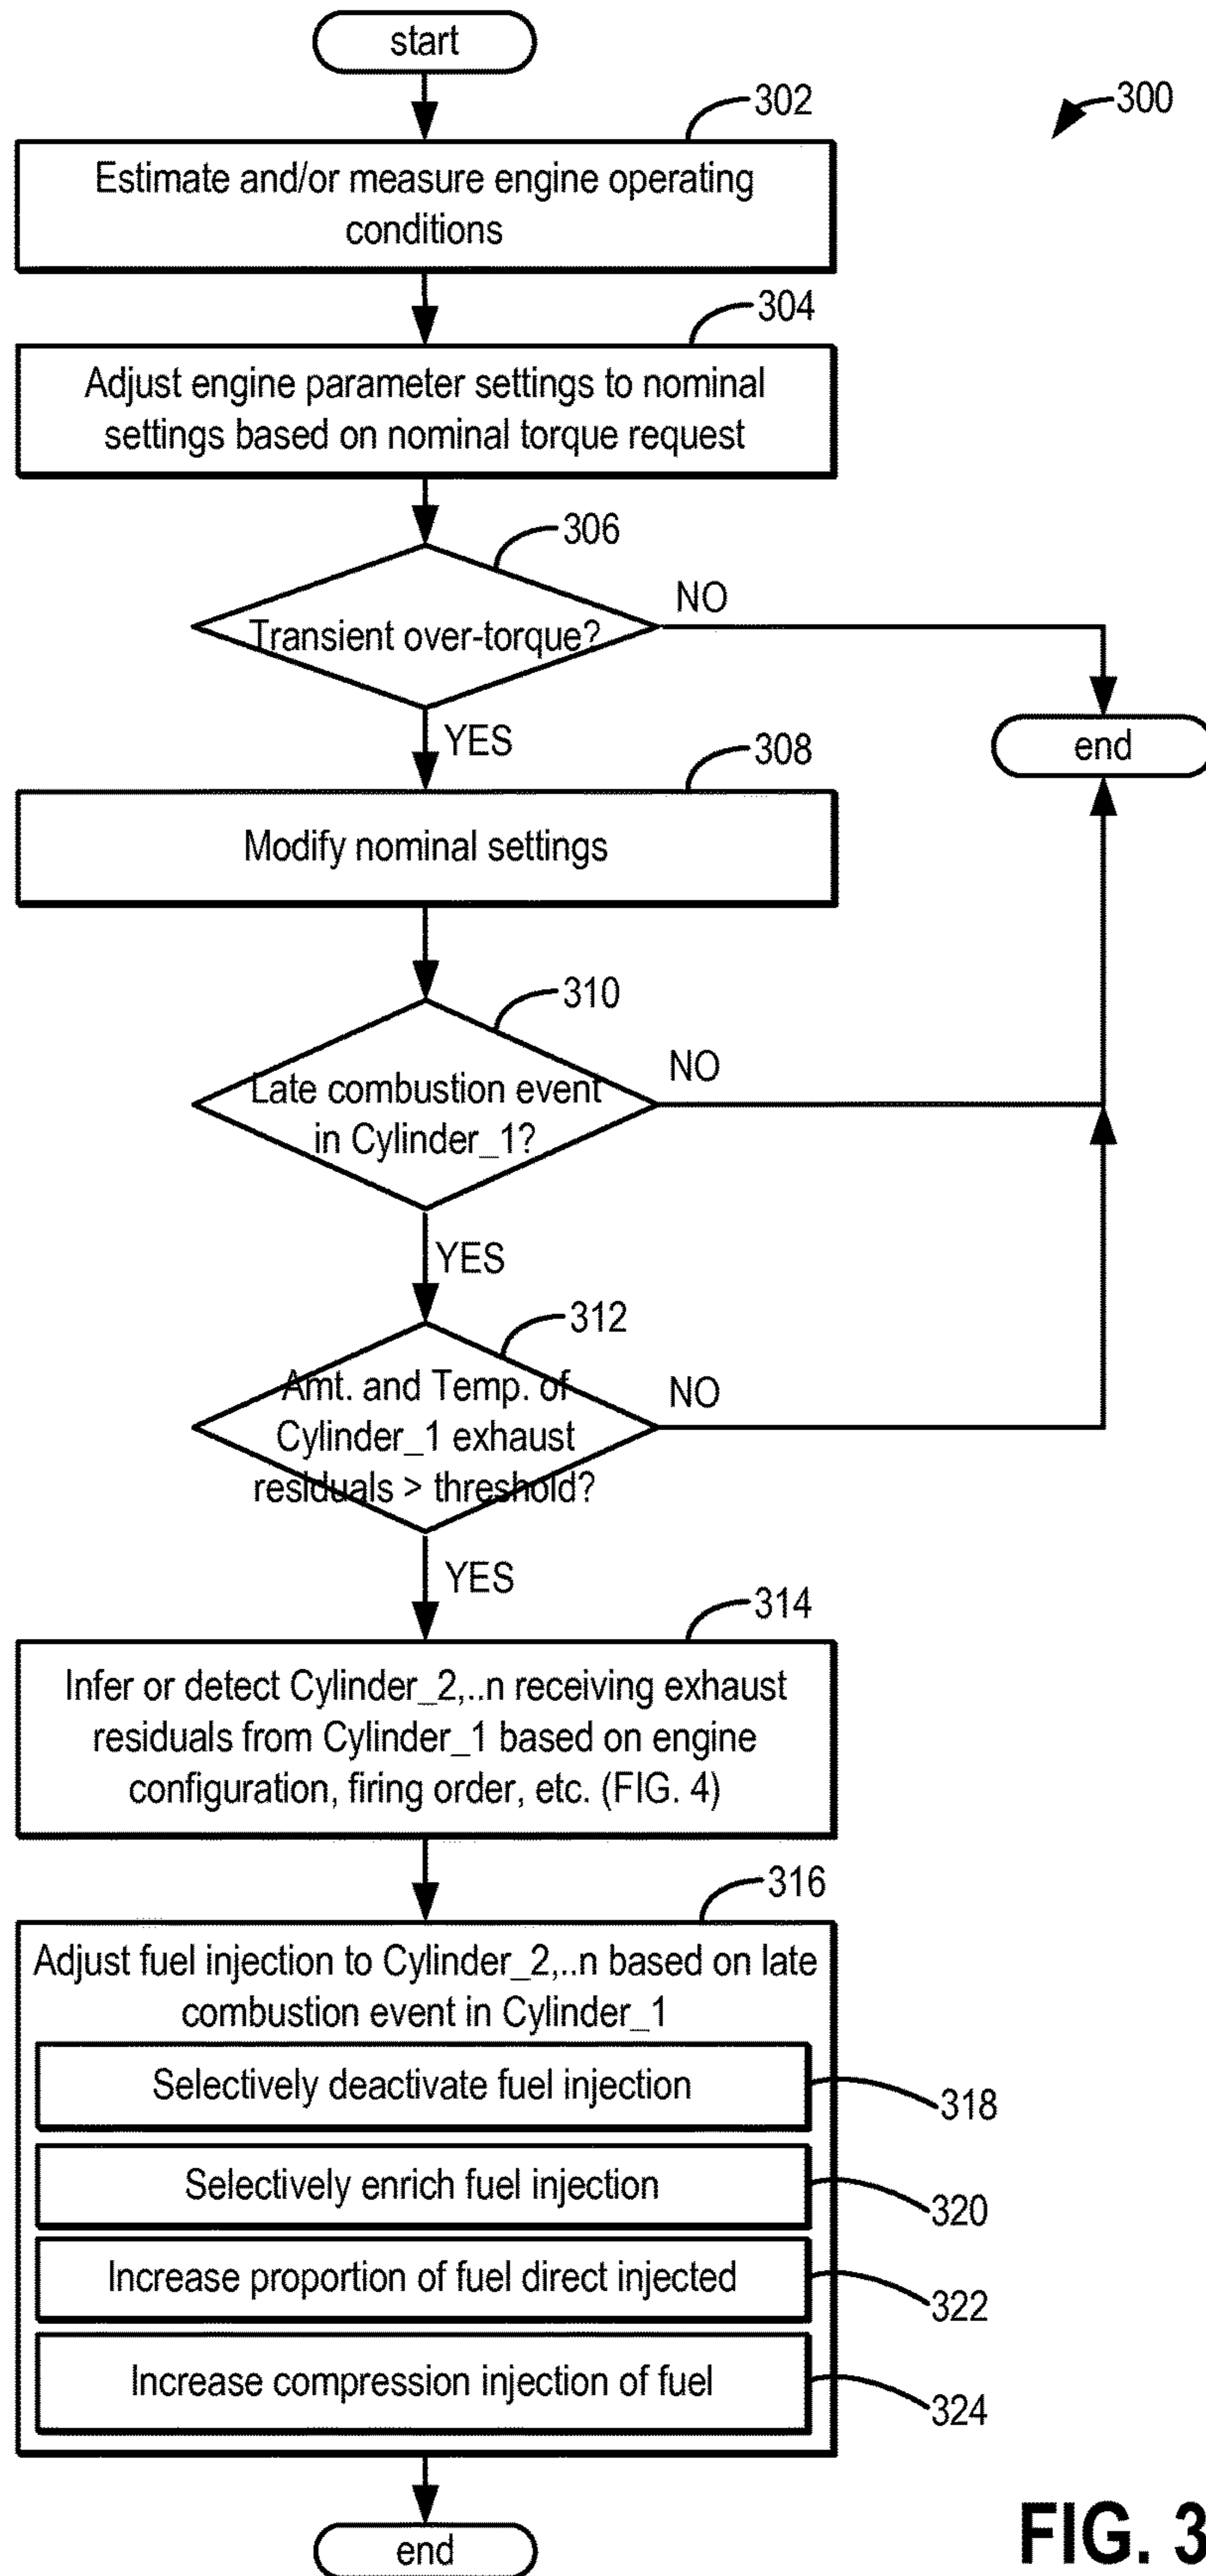 start
302
300
Estimate and/or measure engine operating
conditions
304
Adjust engine parameter settings to nominal
settings based on nominal torque request
306
Transient over-torque?
NO
YES
end
308
Modify nominal settings
310
Late combustion event
in Cylinder_1?
NO
YES
312
Amt. and Temp. of
Cylinder_1 exhaust
residuals > threshold?
NO
YES
314
Infer or detect Cylinder_2,..n receiving exhaust
residuals from Cylinder_1 based on engine
configuration, firing order, etc. (FIG. 4)
316
Adjust fuel injection to Cylinder_2,..n based on late
combustion event in Cylinder_1
Selectively deactivate fuel injection
318
Selectively enrich fuel injection
320
Increase proportion of fuel direct injected
322
Increase compression injection of fuel
324
end
FIG. 3